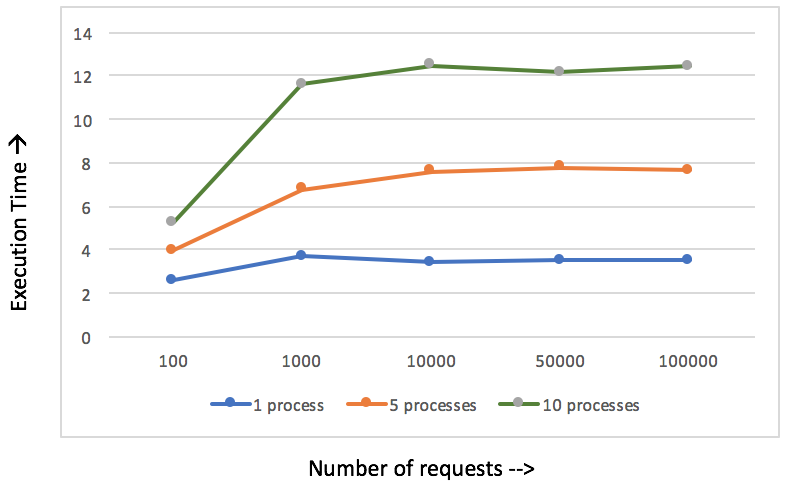 14
12
10
8
6
4
2
0
Execution Time →
100 1000 10000 50000 100000
1 process 5 processes 10 processes
Number of requests -->